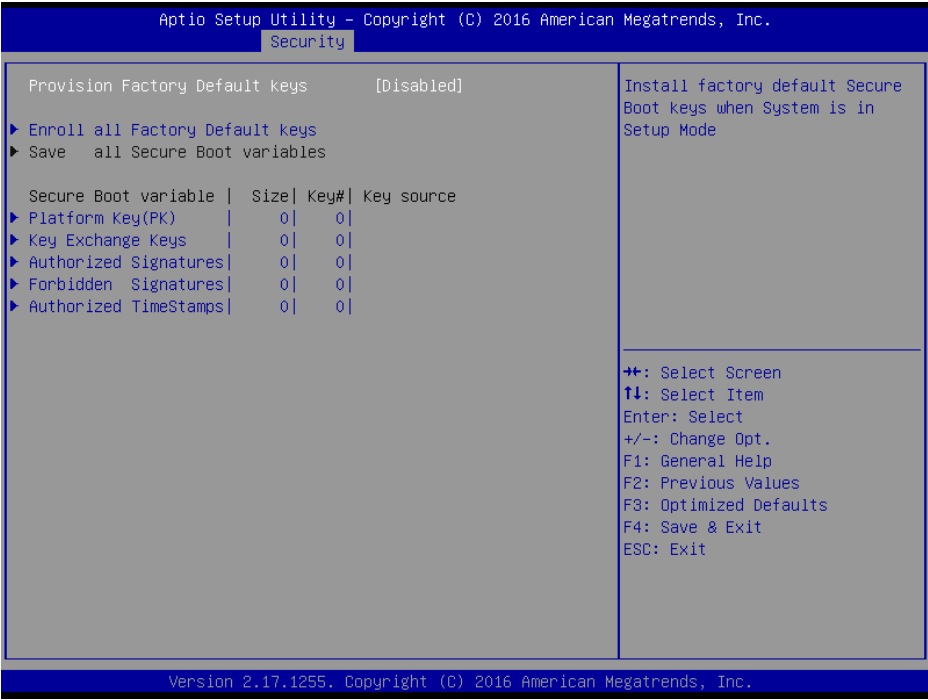 Aptio Setup Utility – Copyright (C) 2016 American Megatrends, Inc.
Security
Provision Factory Default keys [Disabled]
Enroll all Factory Default keys
Save all Secure Boot variables
Secure Boot variable | Size| Key#| Key source
Platform Key(PK) | 0| 0|
Key Exchange Keys | 0| 0|
Authorized Signatures| 0| 0|
Forbidden Signatures| 0| 0|
Authorized TimeStamps| 0| 0|
Install factory default Secure
Boot keys when System is in
Setup Mode
→←: Select Screen
↑↓: Select Item
Enter: Select
+/-: Change Opt.
F1: General Help
F2: Previous Values
F3: Optimized Defaults
F4: Save & Exit
ESC: Exit
Version 2.17.1255. Copyright (C) 2016 American Megatrends, Inc.